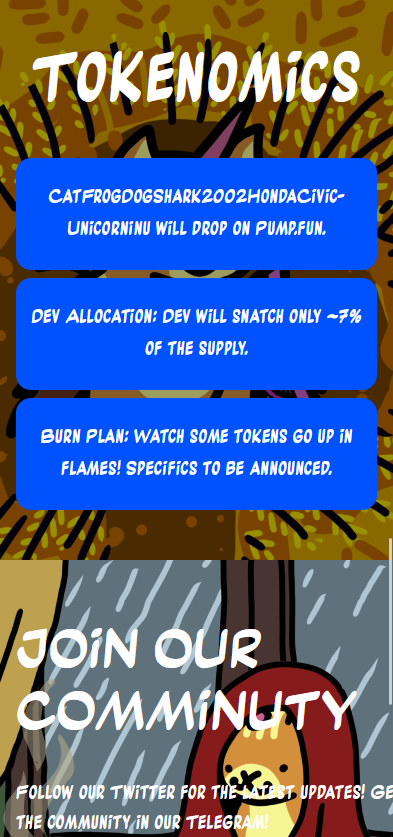 Tokenomics
CatFrogDogShark2002HondaCivic-
UnicornInu will drop on Pump.fun.
Dev Allocation: Dev will snatch only ~7%
of the supply.
Burn Plan: Watch some tokens go up in
flames! Specifics to be announced.
Join Our
Comminuty
Follow our Twitter for the latest updates! Ge
the community in our Telegram!